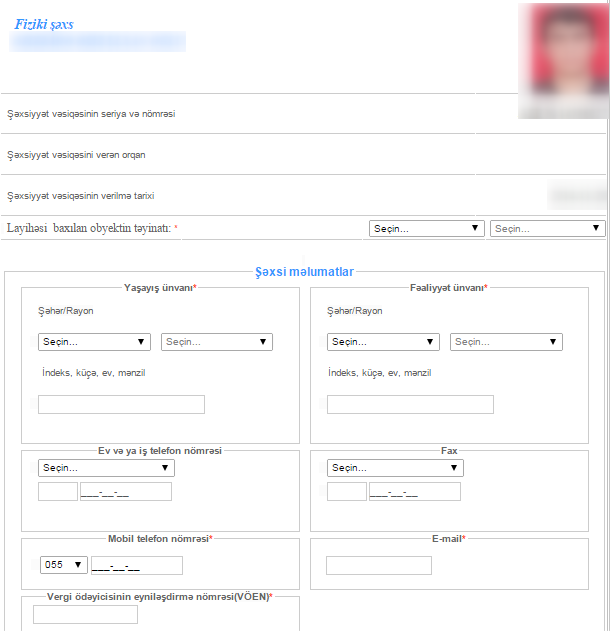 Fiziki şəxs
Şəxsiyyət vəsiqəsinin seriya və nömrəsi
Şəxsiyyət vəsiqəsini verən orqan
Şəxsiyyət vəsiqəsinin verilmə tarixi
Layihəsi baxılan obyektin təyinatı: * Seçin... Seçin...
Şəxsi məlumatlar
Yaşayış ünvanı*
Şəhər/Rayon
Seçin... Seçin...
İndeks, küçə, ev, mənzil
Fəaliyyət ünvanı*
Şəhər/Rayon
Seçin... Seçin...
İndeks, küçə, ev, mənzil
Ev və ya iş telefon nömrəsi
Seçin...
___-__-__
Fax
Seçin...
___-__-__
Mobil telefon nömrəsi*
055 ___-__-__
E-mail*
Vergi ödəyicisinin eyniləşdirmə nömrəsi(VÖEN)*